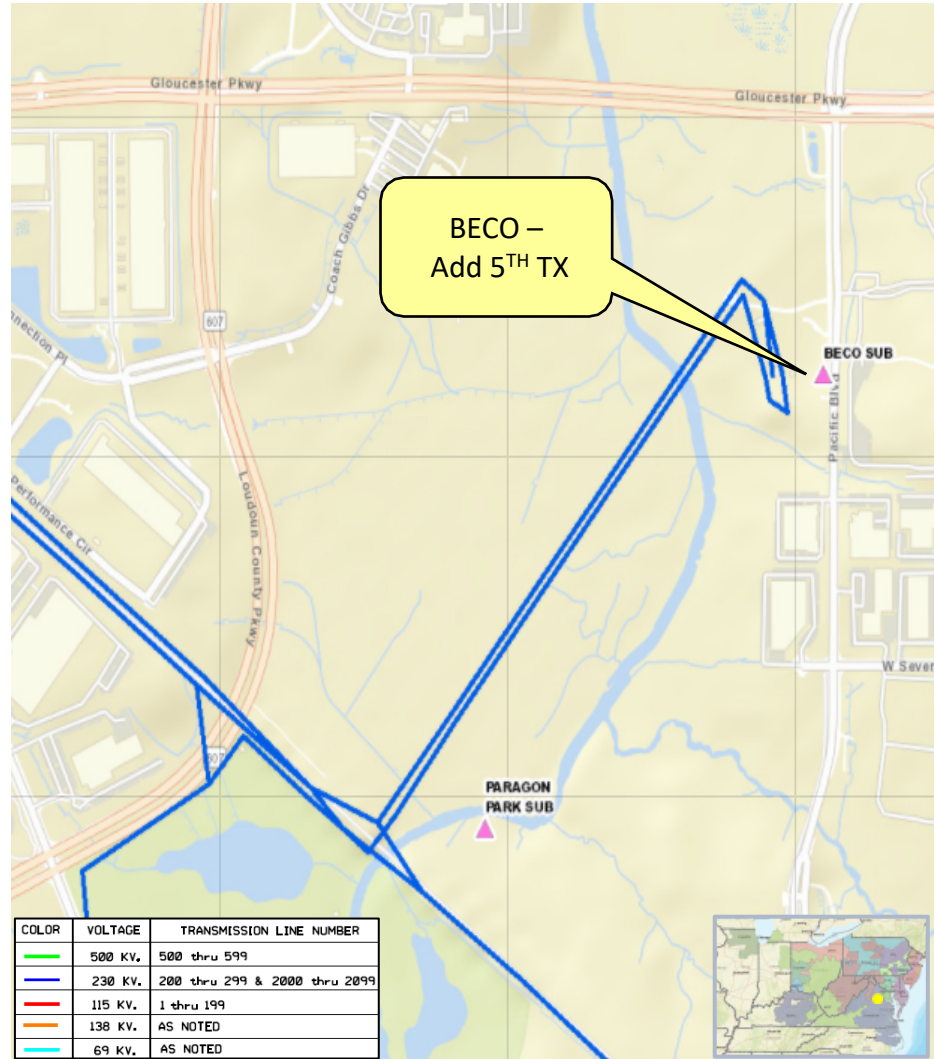 Gloucester Pkwy
Gloucester Pkwy
Coach Gibbs Dr
BECO –
Add 5TH TX
607
nnection Pl
BECO SUB
Pacific Blvd
Performance Cir
Loudoun County Pkwy
W Sever
607
PARAGON
PARK SUB
COLOR VOLTAGE TRANSMISSION LINE NUMBER
500 KV. 500 thru 599
230 KV. 200 thru 299 & 2000 thru 2099
115 KV. 1 thru 199
138 KV. AS NOTED
69 KV. AS NOTED